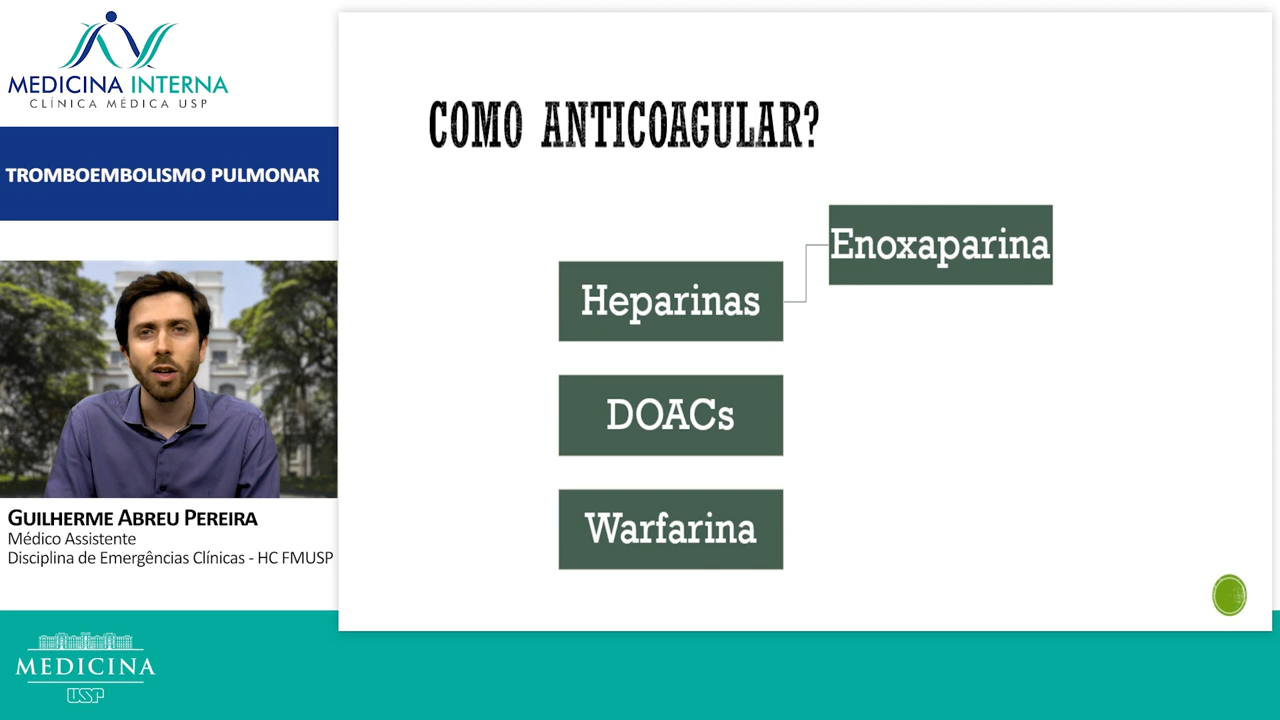 MEDICINA INTERNA
CLÍNICA MÉDICA USP
TROMBOEMBOLISMO PULMONAR
GUILHERME ABREU PEREIRA
Médico Assistente
Disciplina de Emergências Clínicas - HC FMUSP
MEDICINA
USP
COMO ANTICOAGULAR?
Enoxaparina
Heparinas
DOACs
Warfarina